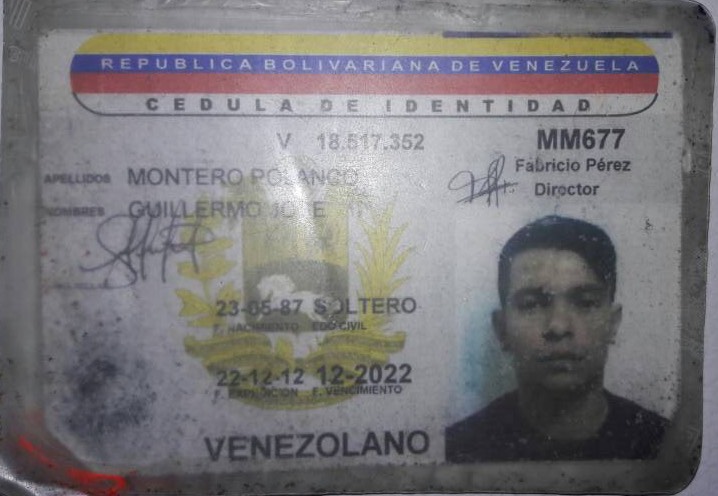 REPUBLICA BOLIVARIANA DE VENEZUELA
CEDULA DE IDENTIDAD
V 18.517.352
MM677
Fabricio Pérez
Director
APELLIDOS MONTERO POLANCO
NOMBRES GUILLERMO JOSE
23-05-87 SOLTERO
F. NACIMIENTO EDO CIVIL
22-12-12 12-2022
F. EXPEDICION F. VENCIMIENTO
VENEZOLANO